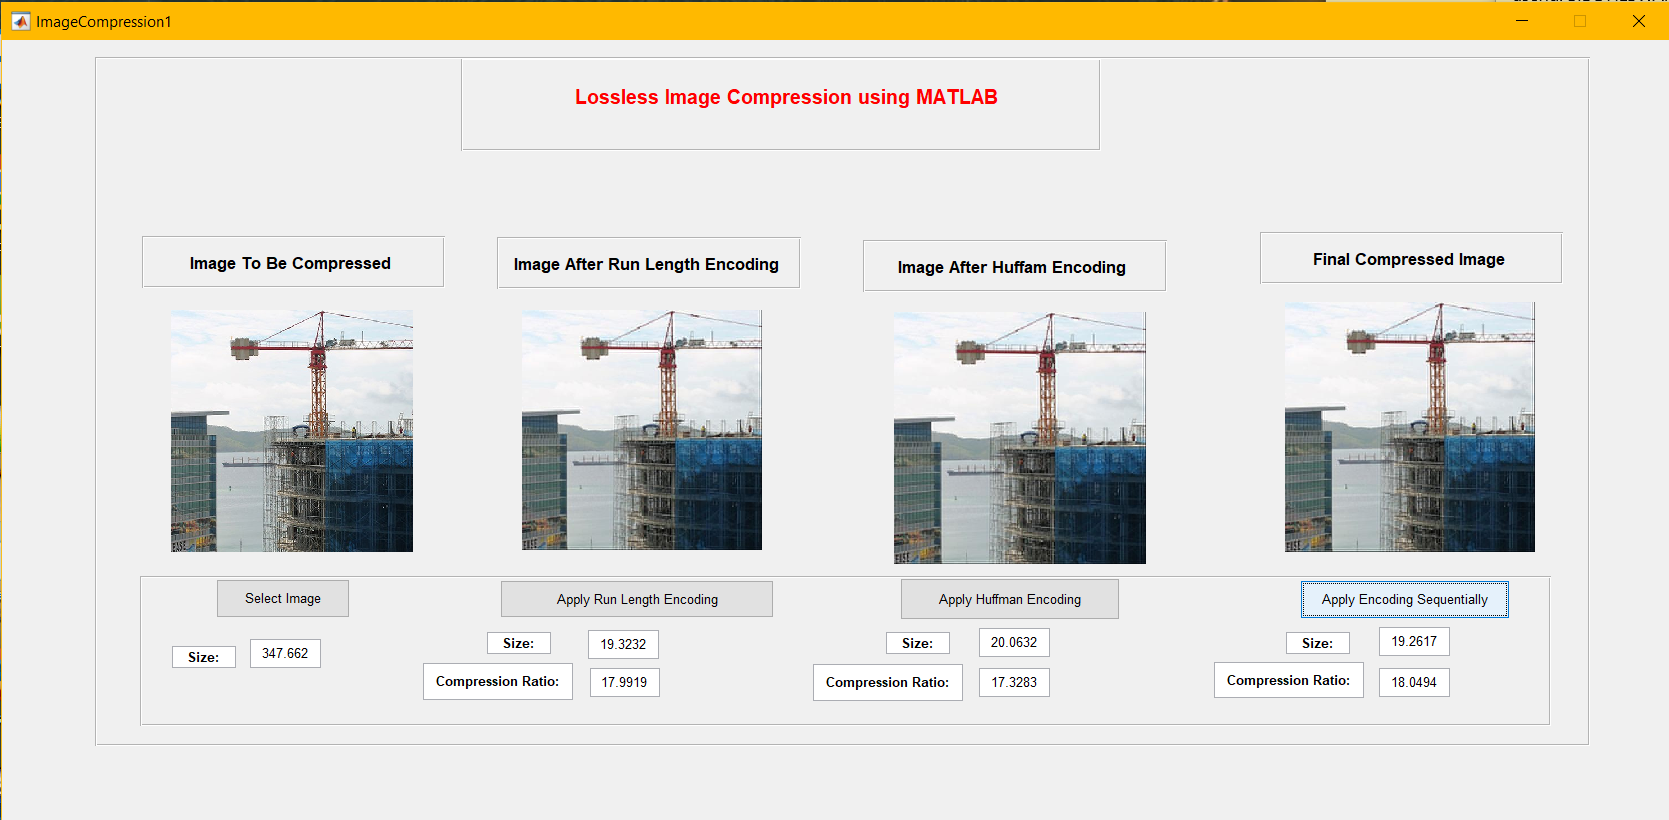 ImageCompression1
Lossless Image Compression using MATLAB
Image To Be Compressed
Image After Run Length Encoding
Image After Huffam Encoding
Final Compressed Image
Select Image
Apply Run Length Encoding
Apply Huffman Encoding
Apply Encoding Sequentially
Size: 347.662
Size: 19.3232
Size: 20.0632
Size: 19.2617
Compression Ratio: 17.9919
Compression Ratio: 17.3283
Compression Ratio: 18.0494